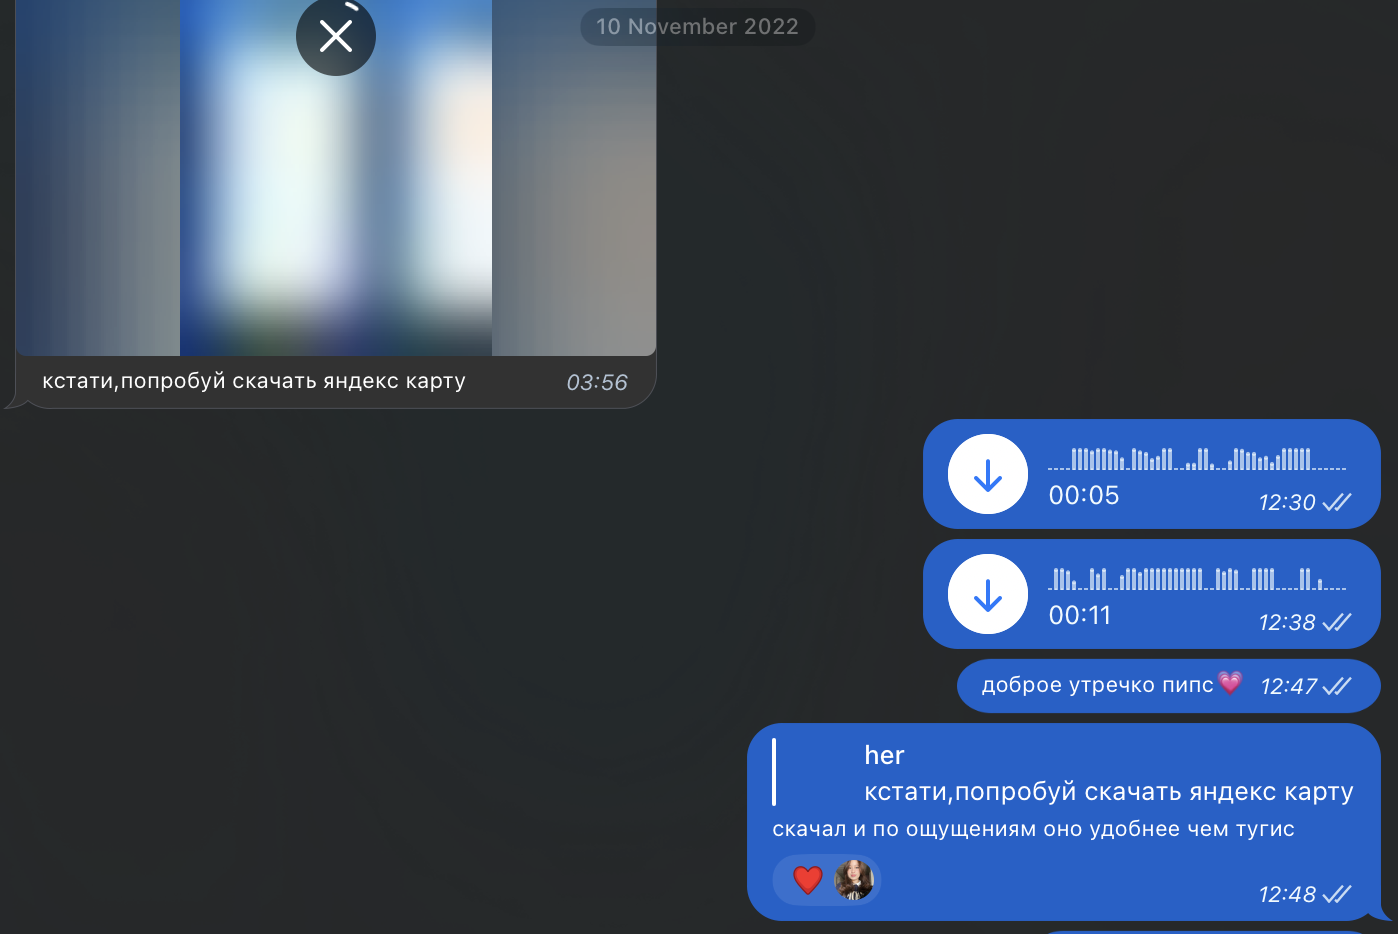 10 November 2022
кстати,попробуй скачать яндекс карту 03:56
00:05 12:30
00:11 12:38
доброе утречко пипс💗 12:47
her
кстати,попробуй скачать яндекс карту
скачал и по ощущениям оно удобнее чем тугис
12:48